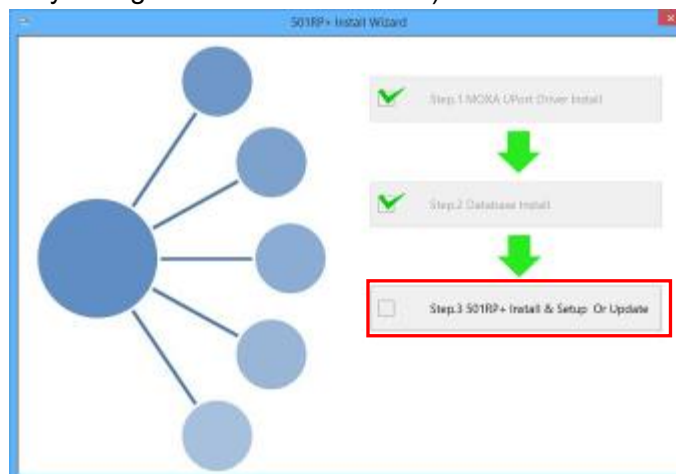 501RP+ Install Wizard
Step.1 MOXA UPort Driver Install
Step.2 Database Install
Step.3 501RP+ Install & Setup Or Update